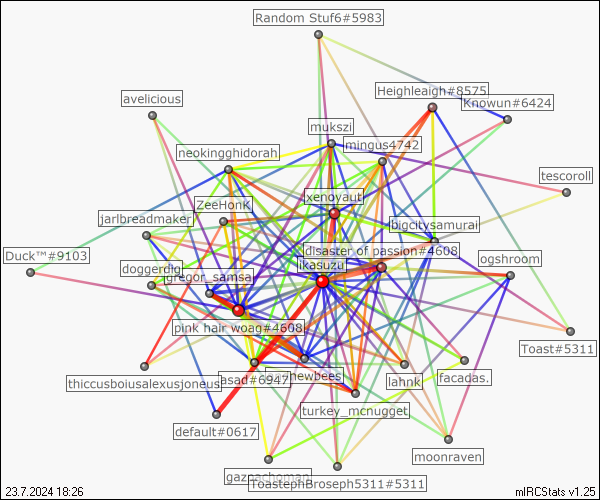 Random Stuf6#5983
Heighleaigh#8575
avelicious
Knowun#6424
mukszi
mingus4742
neokingghidorah
tescoroll
xenoyauti
ZeeHonk
jarlbreadmaker
bigcitysamurai
Duck™#9103
disaster of passion#4608
ogshroom
ikasuzu
doggerdig
gregor_samsa
pink hair woag#4608
Toast#5311
asad#6947
newbees
thiccusboiusalexusjoneus
lahnk
facadas.
turkey_mcnugget
default#0617
moonraven
gazpachoman
ToastephBroseph5311#5311
23.7.2024 18:26
mIRCStats v1.25